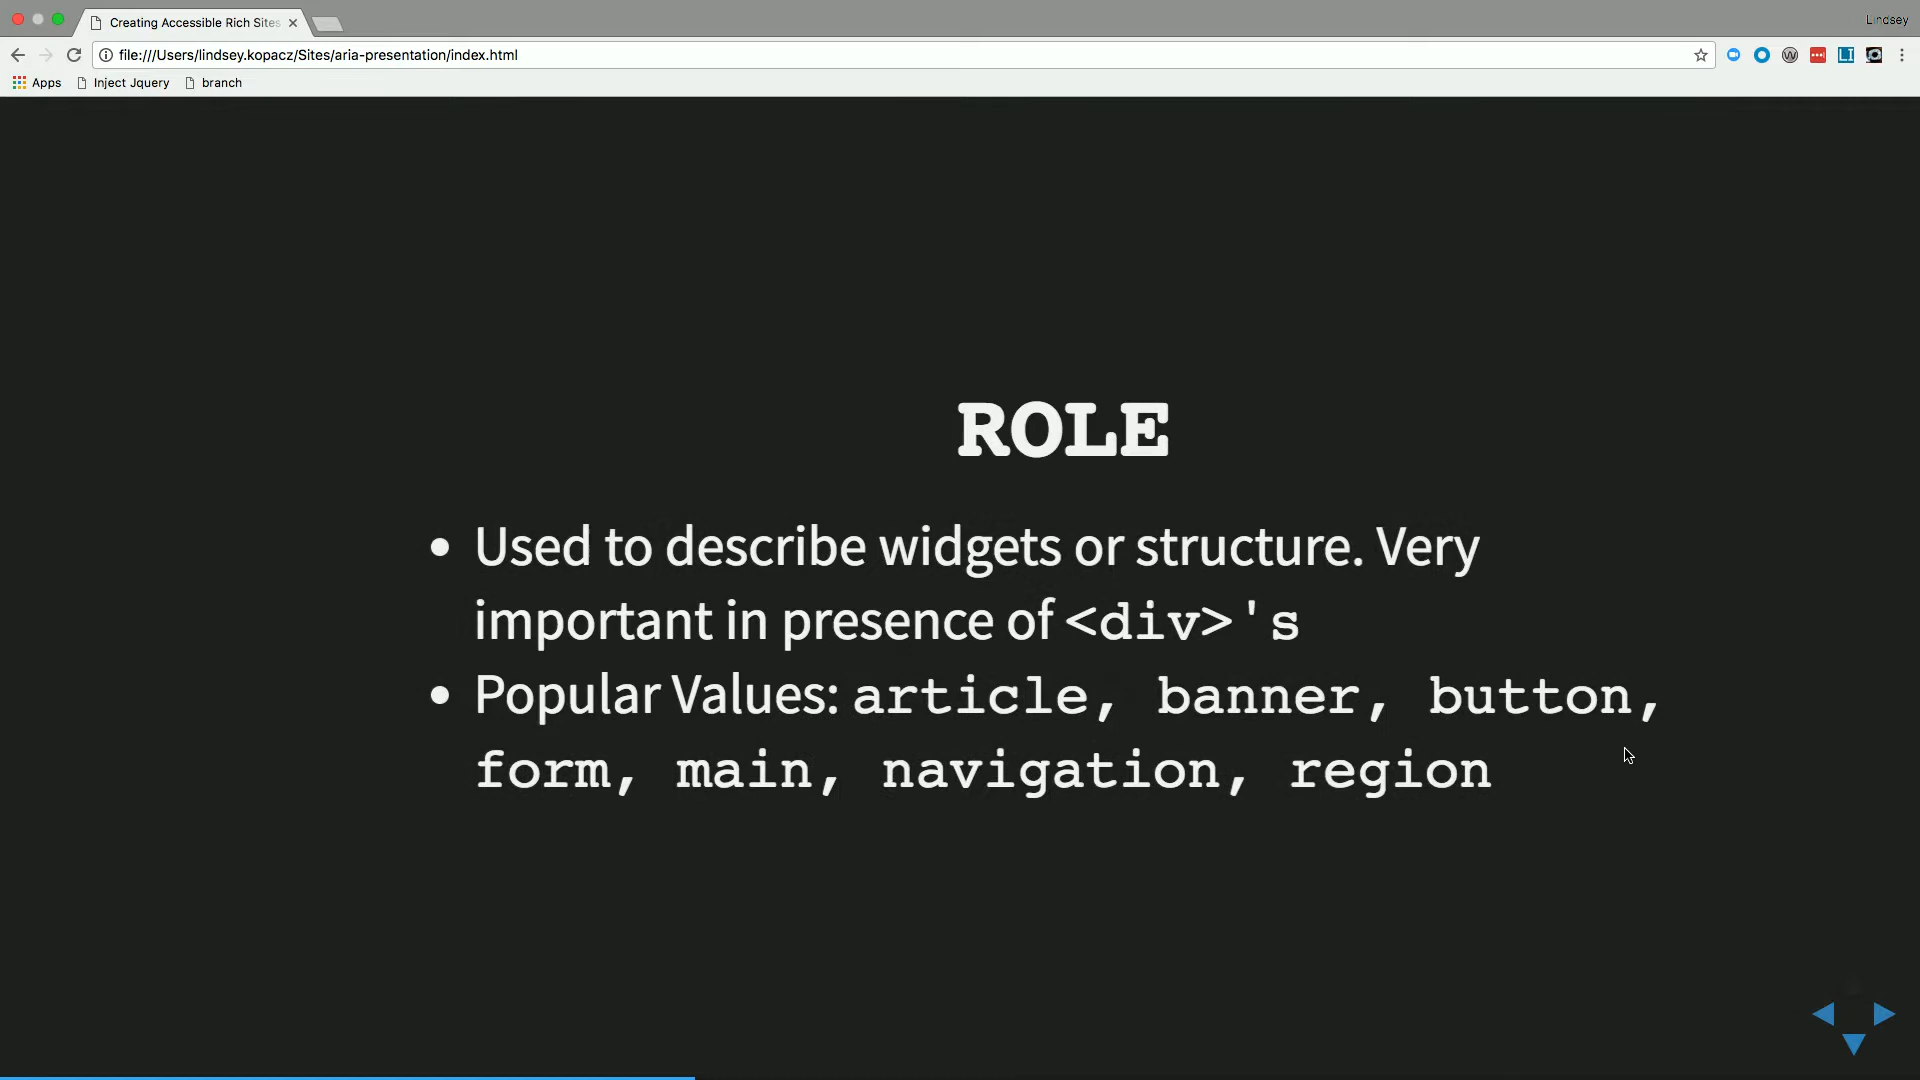 Creating Accessible Rich Sites
Lindsey
file:///Users/lindsey.kopacz/Sites/aria-presentation/index.html
Apps Inject Jquery branch
ROLE
Used to describe widgets or structure. Very
important in presence of <div>'s
Popular Values: article, banner, button,
form, main, navigation, region